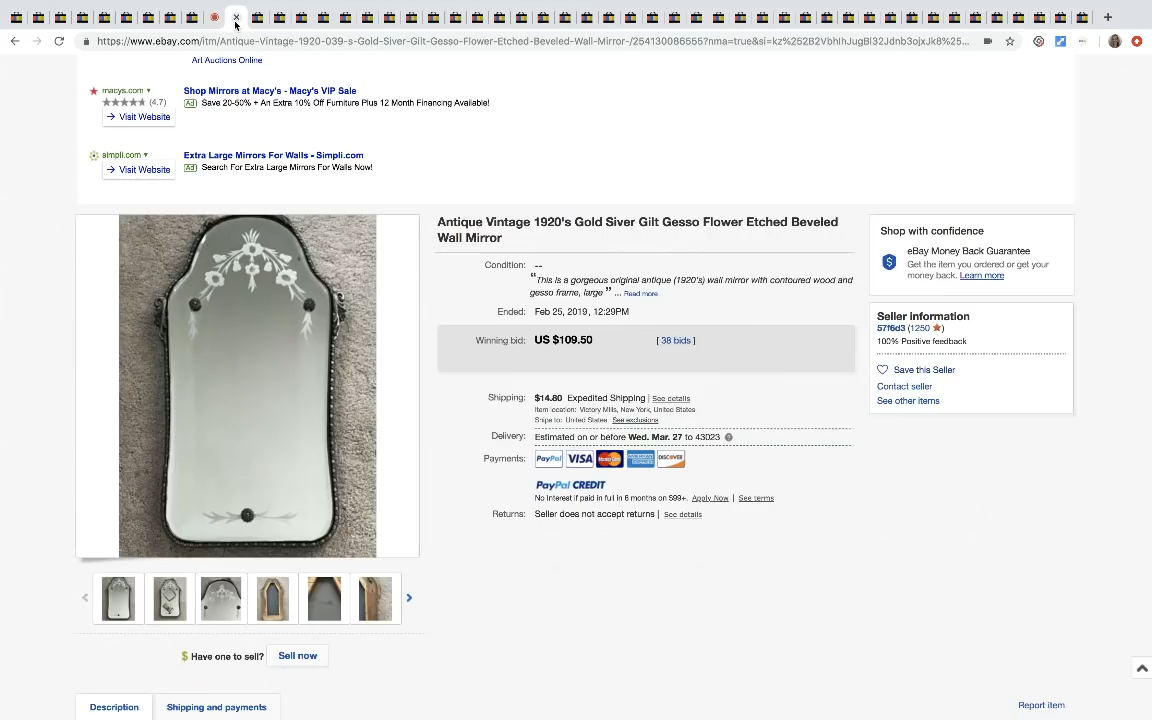 https://www.ebay.com/itm/Antique-Vintage-1920-039-s-Gold-Siver-Gilt-Gesso-Flower-Etched-Beveled-Wall-Mirror-/254130086555?nma=true&si=kz%252B2VbhIhJugBl32Jdnb3ojxJk8%25...
Art Auctions Online
macys.com
Shop Mirrors at Macy's - Macy's VIP Sale
(4.7)
Ad Save 20-50% + An Extra 10% Off Furniture Plus 12 Month Financing Available!
Visit Website
simpli.com
Extra Large Mirrors For Walls - Simpli.com
Ad Search For Extra Large Mirrors For Walls Now!
Visit Website
Antique Vintage 1920's Gold Siver Gilt Gesso Flower Etched Beveled
Wall Mirror
Condition: --
"This is a gorgeous original antique (1920's) wall mirror with contoured wood and
gesso frame, large " ... Read more
Ended: Feb 25, 2019 , 12:29PM
Winning bid: US $109.50 [ 38 bids ]
Shipping: $14.80 Expedited Shipping | See details
Item location: Victory Mills, New York, United States
Ships to: United States See exclusions
Delivery: Estimated on or before Wed. Mar. 27 to 43023
Payments: PayPal VISA MasterCard AMERICAN EXPRESS DISCOVER
PayPal CREDIT
No Interest if paid in full in 6 months on $99+. Apply Now | See terms
Returns: Seller does not accept returns | See details
Shop with confidence
eBay Money Back Guarantee
Get the item you ordered or get your
money back. Learn more
Seller information
57f6d3 (1250 )
100% Positive feedback
Save this Seller
Contact seller
See other items
Have one to sell? Sell now
Description
Shipping and payments
Report item